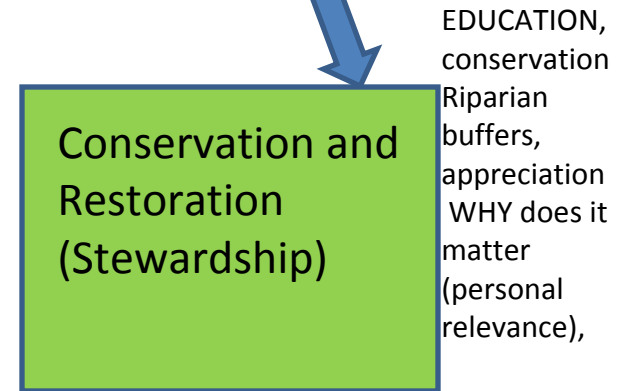 EDUCATION,
conservation
Riparian
buffers,
appreciation
WHY does it
matter
(personal
relevance),
Conservation and
Restoration
(Stewardship)